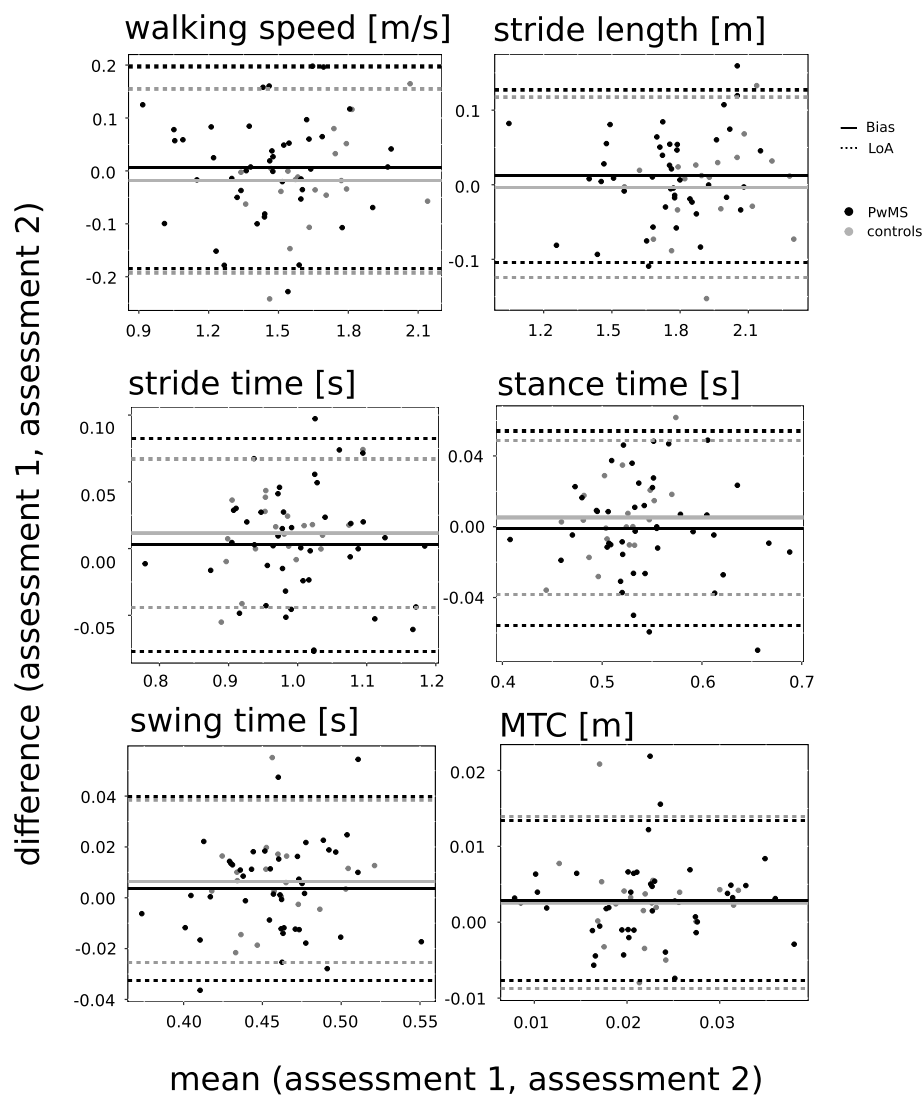 walking speed [m/s]
stride length [m]
0.2
0.1
0.0
-0.1
-0.2
0.9 1.2 1.5 1.8 2.1
0.1
0.0
-0.1
1.2 1.5 1.8 2.1
Bias
LoA
PwMS
controls
stride time [s]
stance time [s]
0.10
0.05
0.00
-0.05
0.8 0.9 1.0 1.1 1.2
0.04
0.00
-0.04
0.4 0.5 0.6 0.7
swing time [s]
MTC [m]
0.04
0.02
0.00
-0.02
-0.04
0.40 0.45 0.50 0.55
0.02
0.01
0.00
-0.01
0.01 0.02 0.03
difference (assessment 1, assessment 2)
mean (assessment 1, assessment 2)